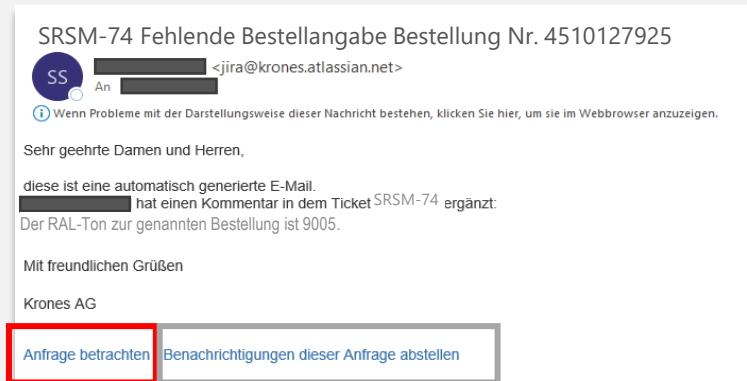 SRSM-74 Fehlende Bestellangabe Bestellung Nr. 4510127925
SS
<jira@krones.atlassian.net>
An
Wenn Probleme mit der Darstellungsweise dieser Nachricht bestehen, klicken Sie hier, um sie im Webbrowser anzuzeigen.
Sehr geehrte Damen und Herren,
diese ist eine automatisch generierte E-Mail.
hat einen Kommentar in dem Ticket SRSM-74 ergänzt:
Der RAL-Ton zur genannten Bestellung ist 9005.
Mit freundlichen Grüßen
Krones AG
Anfrage betrachten Benachrichtigungen dieser Anfrage abstellen